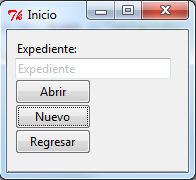 Inicio
Expediente:
Expediente
Abrir
Nuevo
Regresar